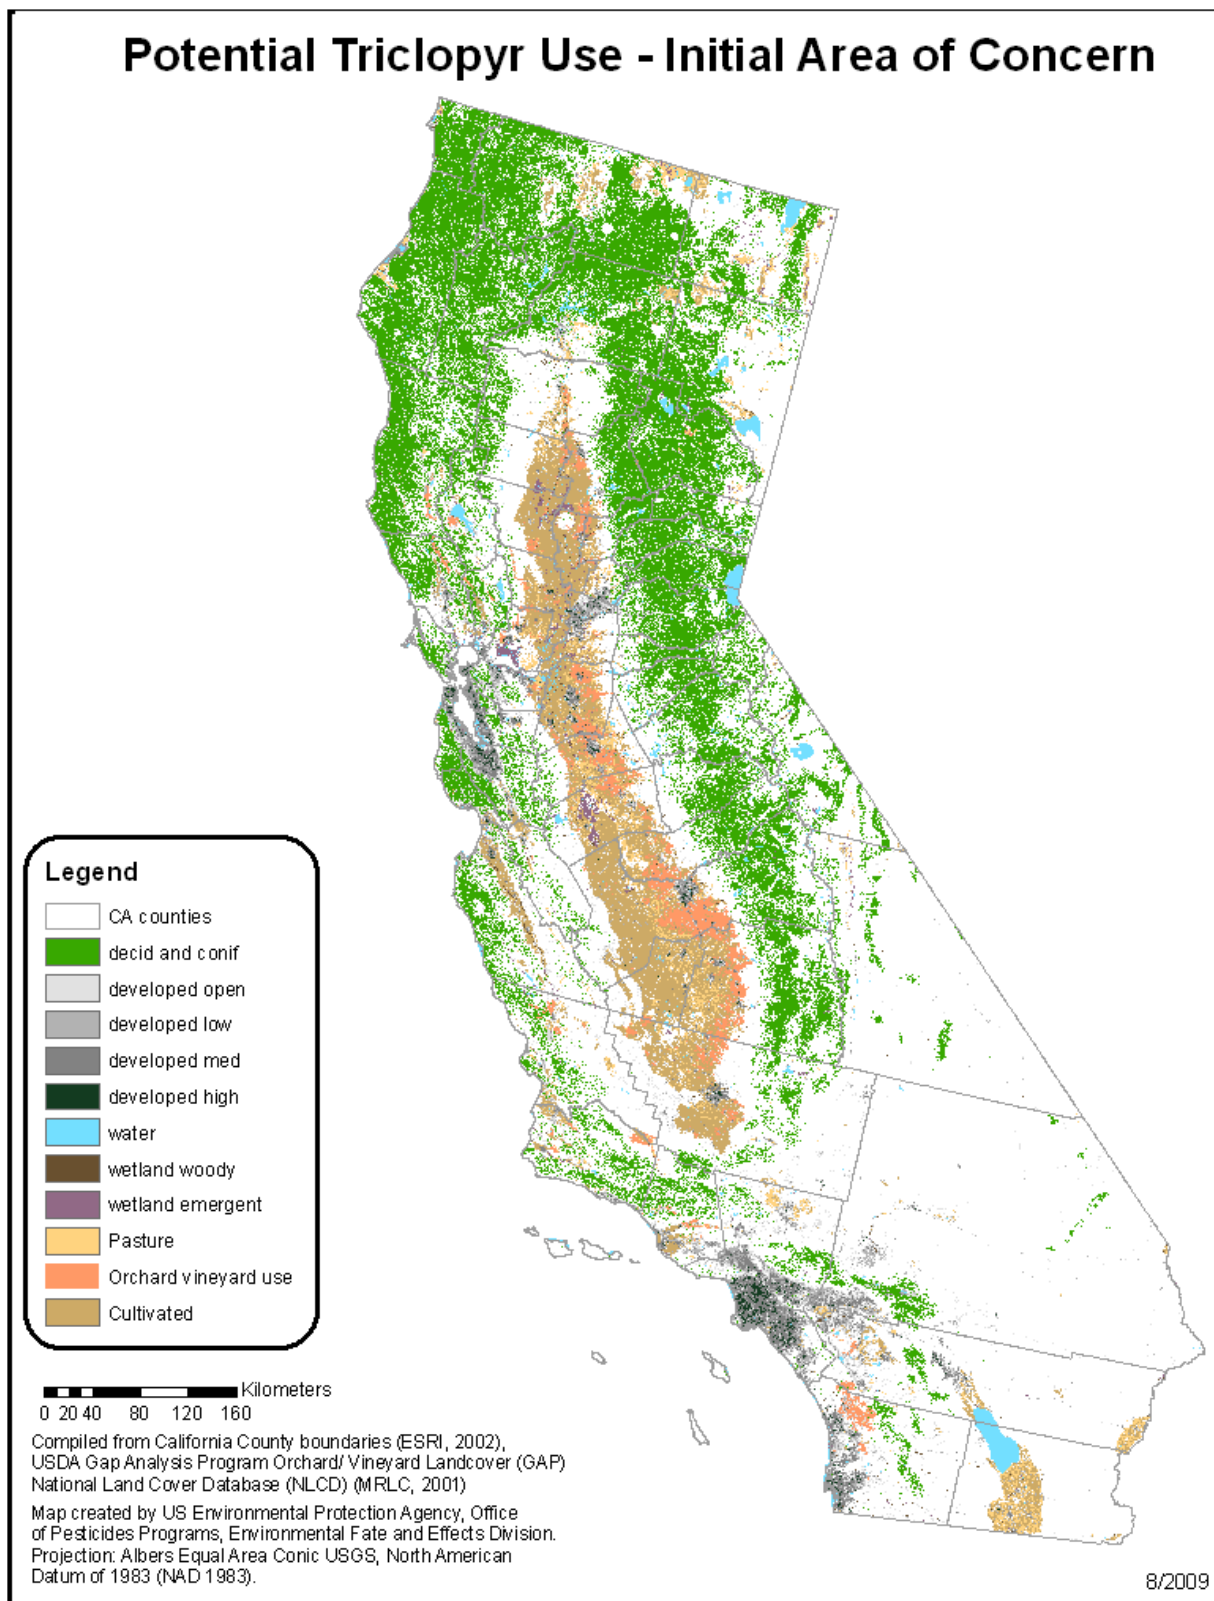 Potential Triclopyr Use - Initial Area of Concern
Legend
CA counties
decid and conif
developed open
developed low
developed med
developed high
water
wetland woody
wetland emergent
Pasture
Orchard vineyard use
Cultivated
Kilometers
0 20 40 80 120 160
Compiled from California County boundaries (ESRI, 2002),
USDA Gap Analysis Program Orchard/ Vineyard Landcover (GAP)
National Land Cover Database (NLCD) (MRLC, 2001)
Map created by US Environmental Protection Agency, Office
of Pesticides Programs, Environmental Fate and Effects Division.
Projection: Albers Equal Area Conic USGS, North American
Datum of 1983 (NAD 1983).
8/2009